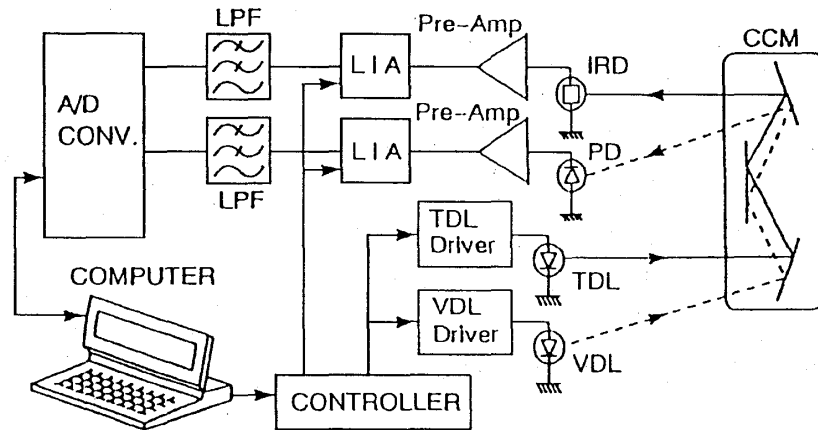 LPF
Pre-Amp
CCM
A/D
CONV.
LIA
IRD
Pre-Amp
LIA
PD
LPF
TDL
Driver
TDL
COMPUTER
VDL
Driver
VDL
CONTROLLER